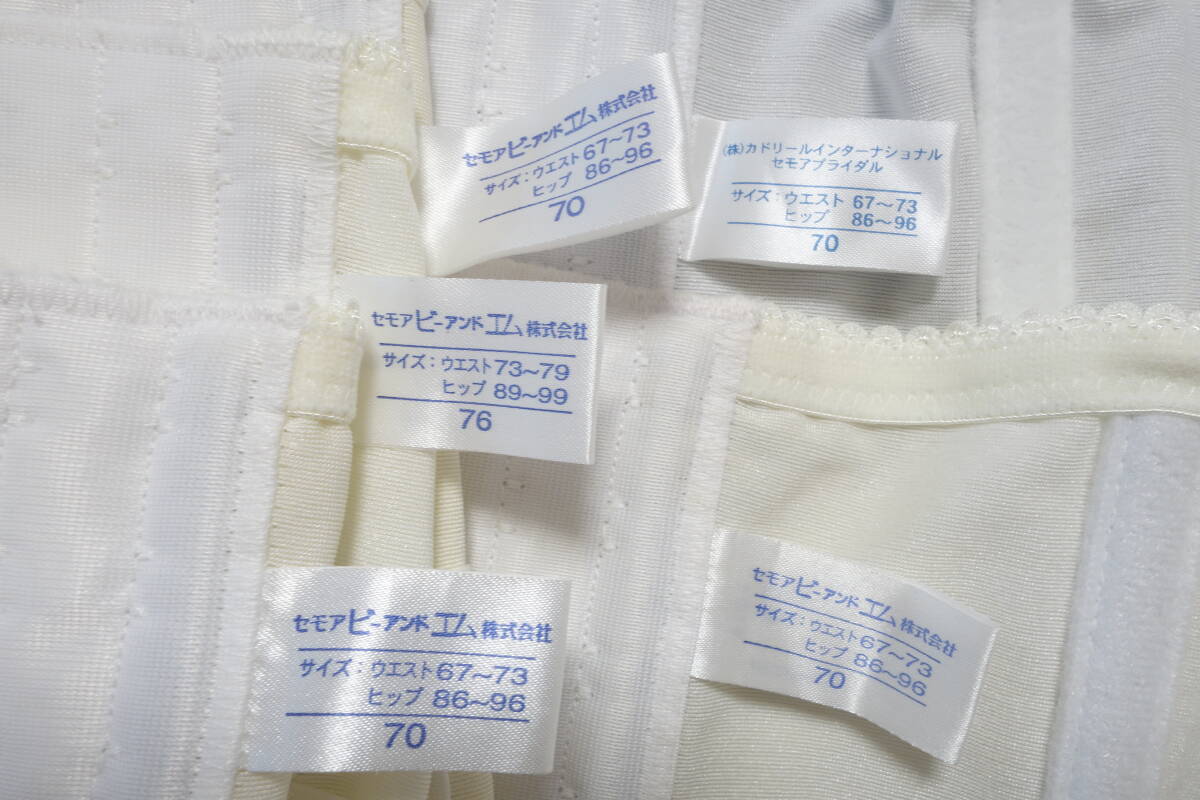 セモアビーアンドエム株式会社
サイズ：ウエスト67〜73
ヒップ 86〜96
70
(株)カドリールインターナショナル
セモアブライダル
サイズ：ウエスト 67〜73
ヒップ 86〜96
70
セモアビーアンドエム株式会社
サイズ：ウエスト73〜79
ヒップ 89〜99
76
セモアビーアンドエム株式会社
サイズ：ウエスト67〜73
ヒップ 86〜96
70
セモアビーアンドエム株式会社
サイズ：ウエスト67〜73
ヒップ 86〜96
70